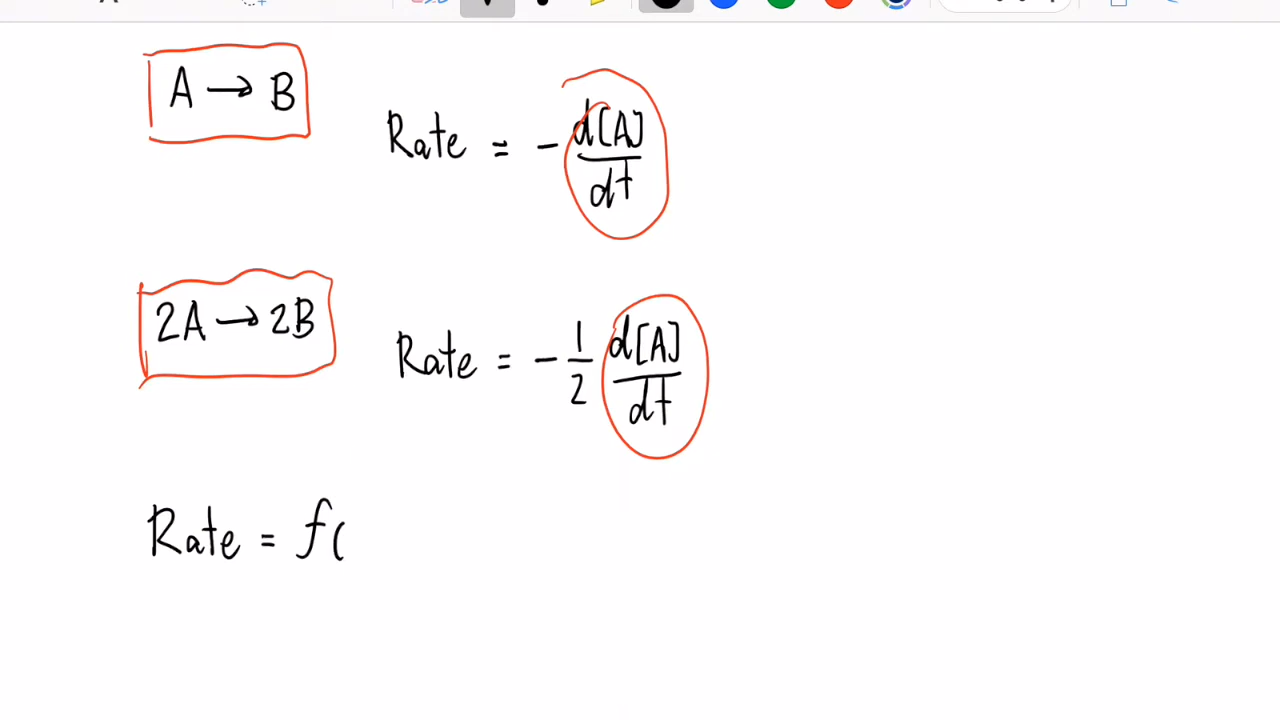 A → B
Rate = - d[A]/dt
2A → 2B
Rate = - 1/2 d[A]/dt
Rate = f(